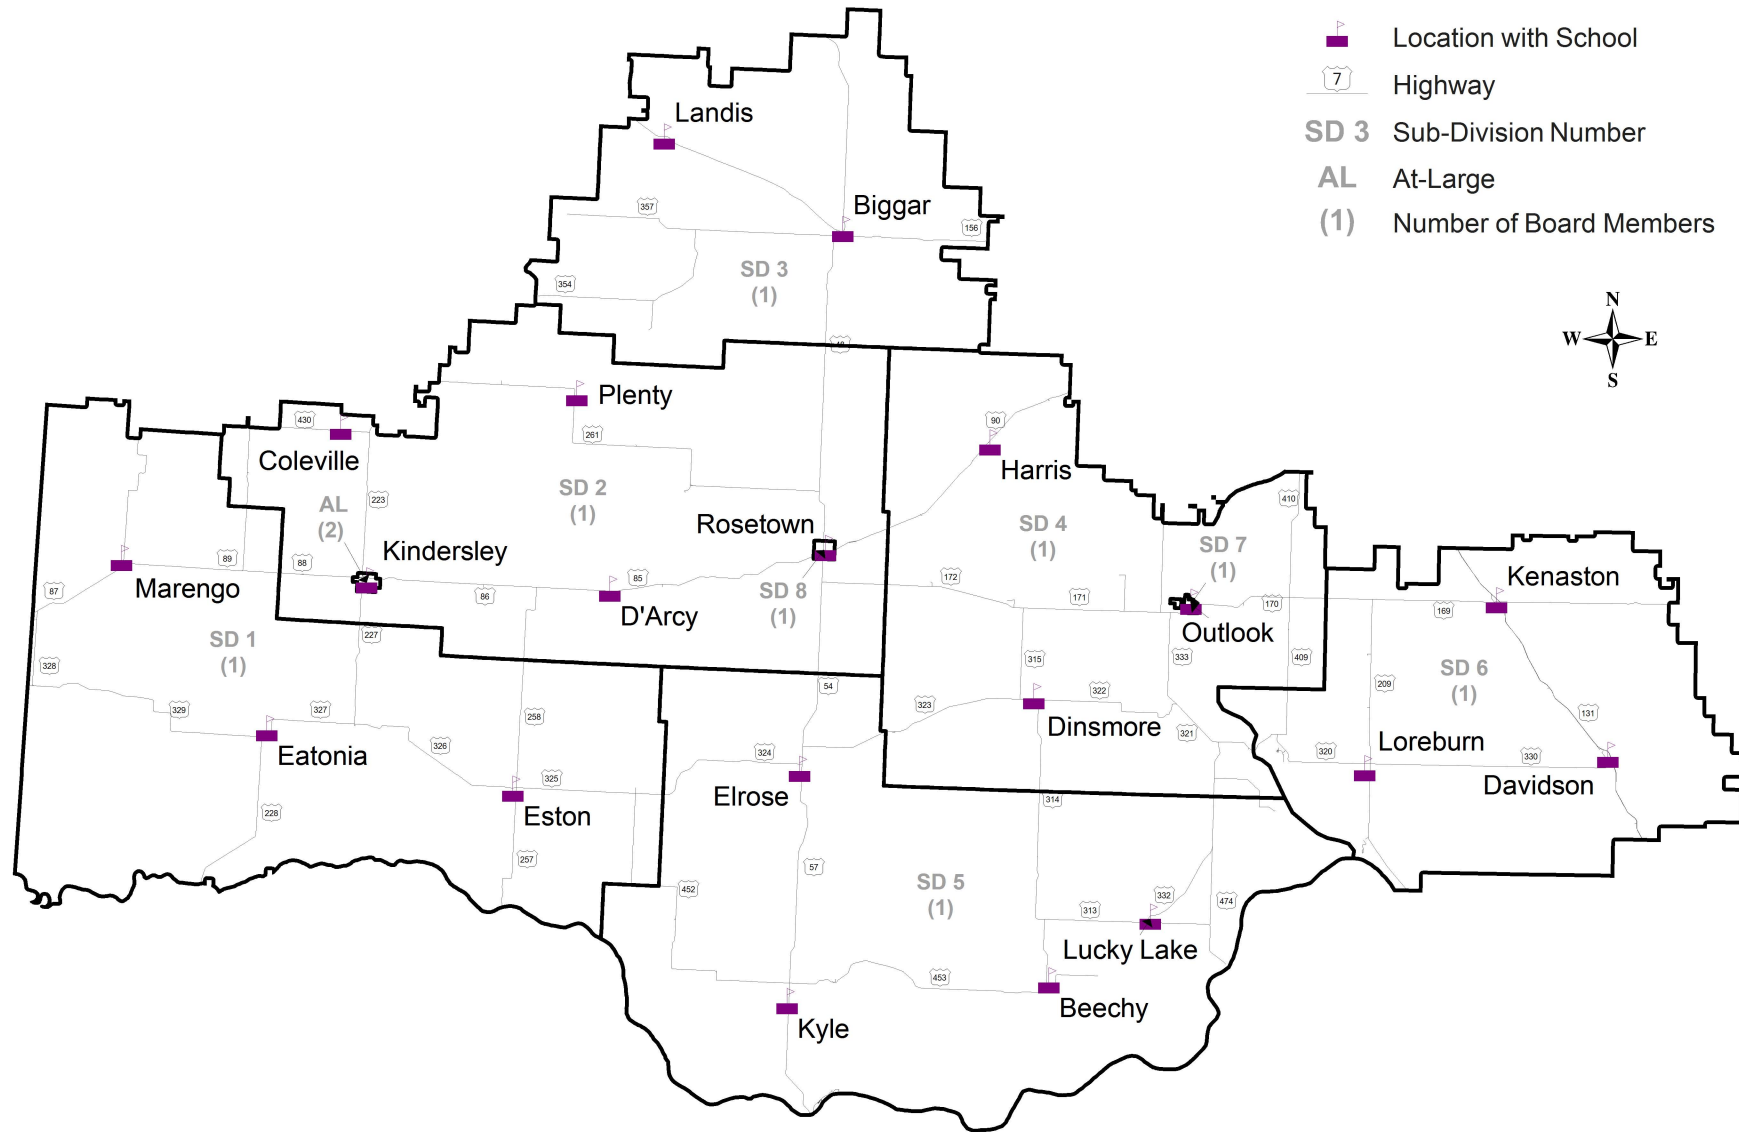 Location with School
7
Highway
SD 3
Sub-Division Number
AL
At-Large
(1)
Number of Board Members
N
W
E
S
Landis
Biggar
357
156
354
SD 3
(1)
Plenty
261
430
Coleville
223
AL
(2)
Kindersley
SD 2
(1)
Rosetown
SD 8
(1)
D'Arcy
85
86
88
89
87
Marengo
SD 1
(1)
227
328
329
327
326
Eatonia
228
258
325
Eston
257
90
Harris
SD 4
(1)
410
SD 7
(1)
172
171
170
Outlook
315
333
409
322
323
Dinsmore
321
Kenaston
169
SD 6
(1)
209
131
320
Loreburn
330
Davidson
54
324
Elrose
314
57
452
SD 5
(1)
313
332
474
Lucky Lake
453
Beechy
Kyle